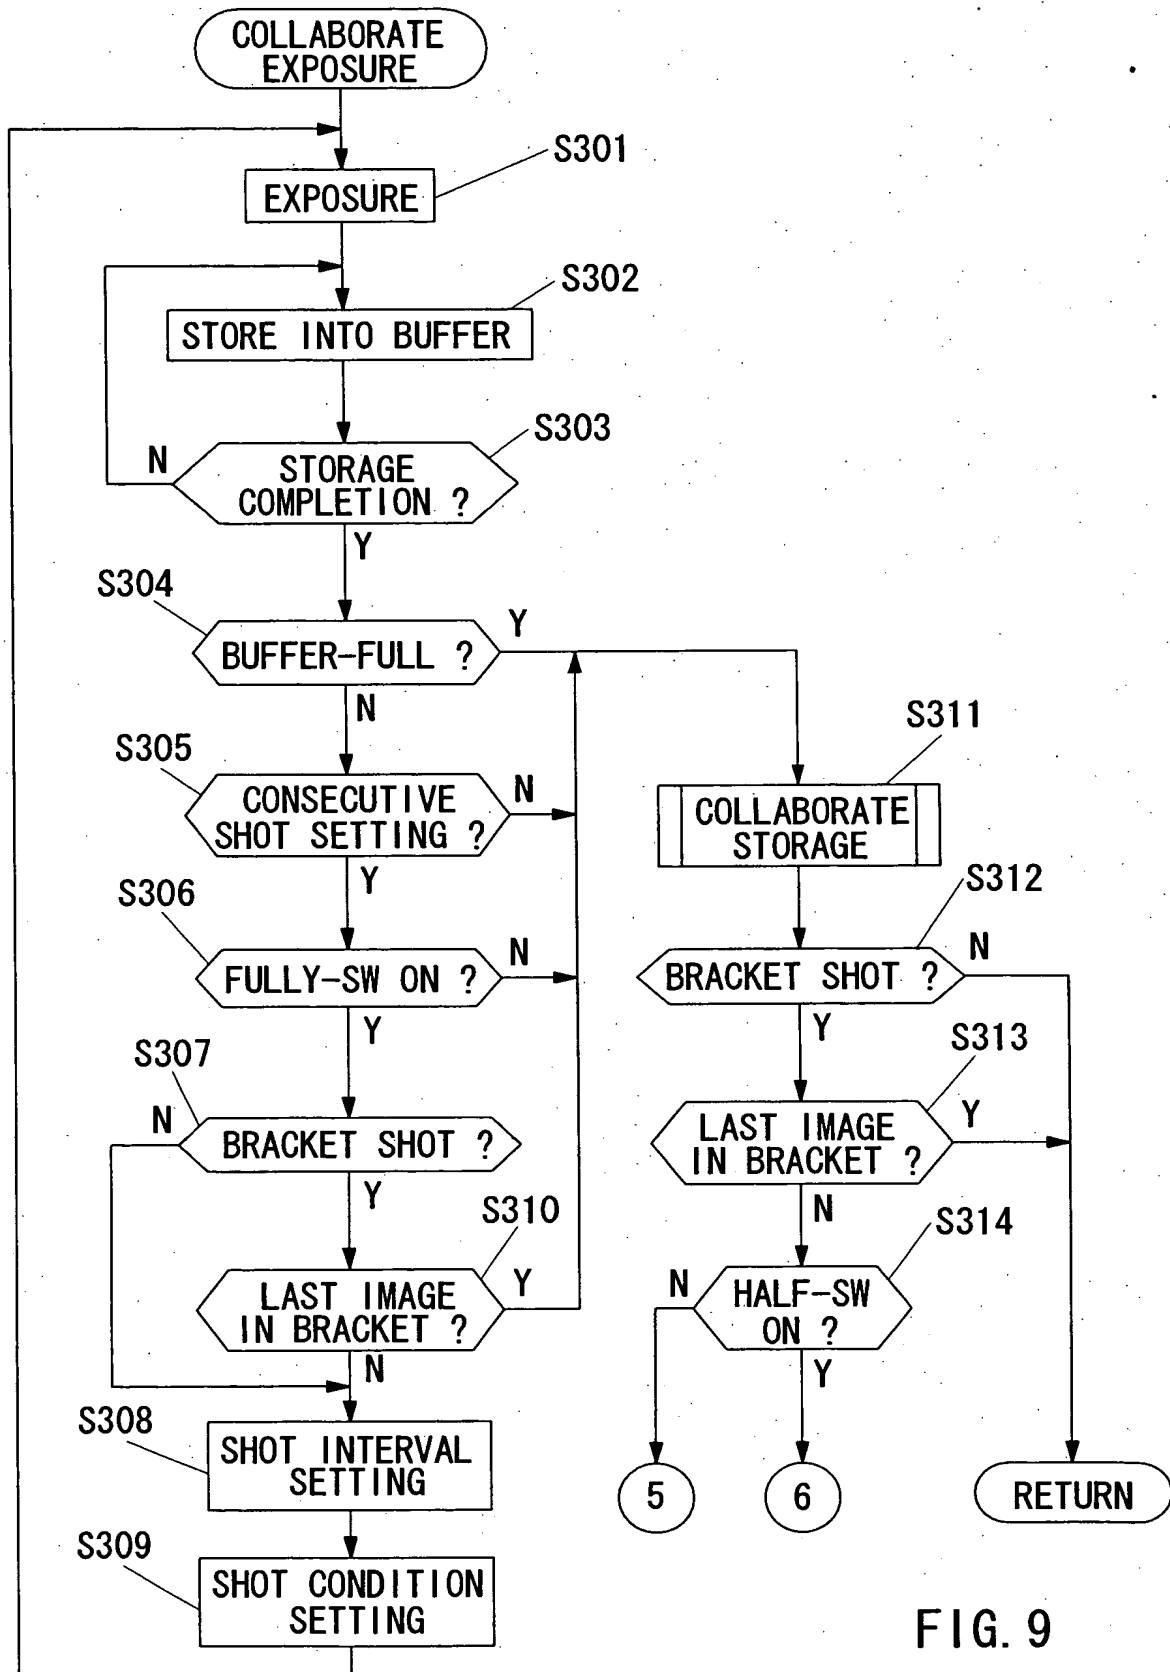 COLLABORATE
EXPOSURE
S301
EXPOSURE
S302
STORE INTO BUFFER
S303
N
STORAGE
COMPLETION ?
Y
S304
Y
BUFFER-FULL ?
N
S305
CONSECUTIVE
SHOT SETTING ?
N
Y
S306
FULLY-SW ON ?
N
Y
S307
N
BRACKET SHOT ?
Y
S310
LAST IMAGE
IN BRACKET ?
Y
N
S308
SHOT INTERVAL
SETTING
S309
SHOT CONDITION
SETTING
S311
COLLABORATE
STORAGE
S312
BRACKET SHOT ?
N
Y
S313
LAST IMAGE
IN BRACKET ?
Y
N
S314
N
HALF-SW
ON ?
Y
5
6
RETURN
FIG. 9